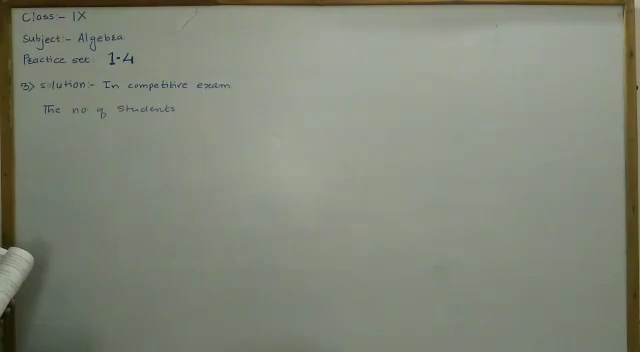 Class:- IX
Subject:- Algebra
Practice set 1.4
3) solution:- In competitive exam
The no of students